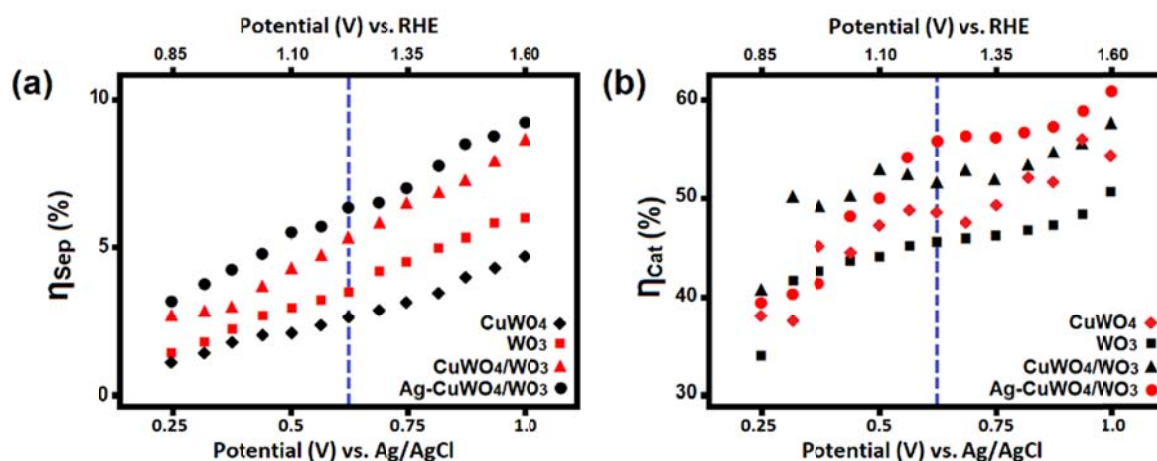 Potential (V) vs. RHE
0.85 1.10 1.35 1.60
(a)
10
5
0
ηSep (%)
CuWO4
WO3
CuWO4/WO3
Ag-CuWO4/WO3
0.25 0.50 0.75 1.0
Potential (V) vs. Ag/AgCl
Potential (V) vs. RHE
0.85 1.10 1.35 1.60
(b)
60
50
40
30
ηCat (%)
CuWO4
WO3
CuWO4/WO3
Ag-CuWO4/WO3
0.25 0.50 0.75 1.0
Potential (V) vs. Ag/AgCl